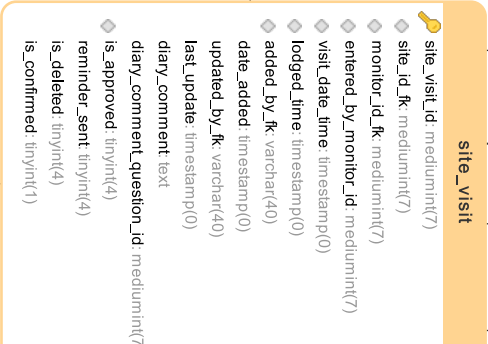 site_visit
site_visit_id: mediumint(7)
site_id_fk: mediumint(7)
monitor_id_fk: mediumint(7)
entered_by_monitor_id: mediumint(7)
visit_date_time: timestamp(0)
lodged_time: timestamp(0)
added_by_fk: varchar(40)
date_added: timestamp(0)
updated_by_fk: varchar(40)
last_update: timestamp(0)
diary_comment: text
diary_comment_question_id: mediumint(7
is_approved: tinyint(4)
reminder_sent: tinyint(4)
is_deleted: tinyint(4)
is_confirmed: tinyint(1)